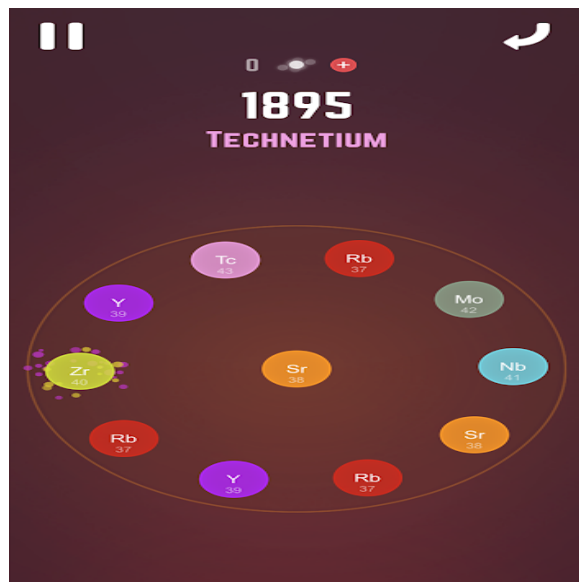 0
1895
TECHNETIUM
Tc
43
Rb
37
Y
39
Mo
42
Zr
40
Sr
38
Nb
41
Rb
37
Sr
38
Y
39
Rb
37